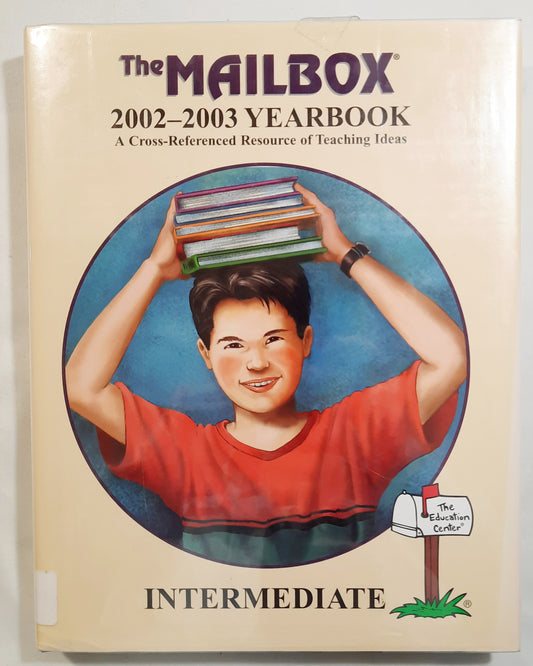 The MAILBOX®
2002–2003 YEARBOOK
A Cross-Referenced Resource of Teaching Ideas
The
Education
Center®
INTERMEDIATE
®